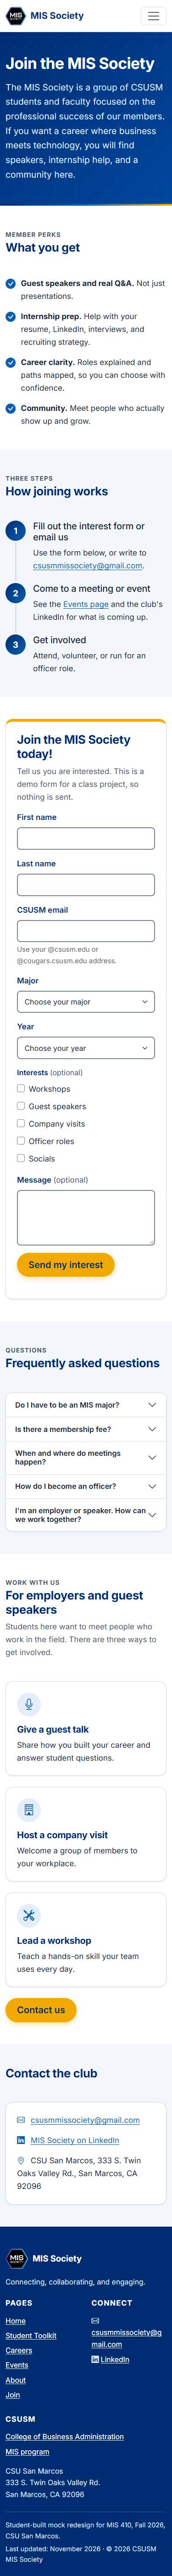 MIS
MIS Society
Join the MIS Society
The MIS Society is a group of CSUSM
students and faculty focused on the
professional success of our members.
If you want a career where business
meets technology, you will find
speakers, internship help, and a
community here.
MEMBER PERKS
What you get
Guest speakers and real Q&A. Not just
presentations.
Internship prep. Help with your
resume, LinkedIn, interviews, and
recruiting strategy.
Career clarity. Roles explained and
paths mapped, so you can choose with
confidence.
Community. Meet people who actually
show up and grow.
THREE STEPS
How joining works
1
Fill out the interest form or
email us
Use the form below, or write to
csusmmissociety@gmail.com.
2
Come to a meeting or event
See the Events page and the club's
LinkedIn for what is coming up.
3
Get involved
Attend, volunteer, or run for an
officer role.
Join the MIS Society
today!
Tell us you are interested. This is a
demo form for a class project, so
nothing is sent.
First name
Last name
CSUSM email
Use your @csusm.edu or
@cougars.csusm.edu address.
Major
Choose your major
Year
Choose your year
Interests (optional)
Workshops
Guest speakers
Company visits
Officer roles
Socials
Message (optional)
Send my interest
QUESTIONS
Frequently asked questions
Do I have to be an MIS major?
Is there a membership fee?
When and where do meetings
happen?
How do I become an officer?
I'm an employer or speaker. How can
we work together?
WORK WITH US
For employers and guest
speakers
Students here want to meet people who
work in the field. There are three ways to
get involved.
Give a guest talk
Share how you built your career and
answer student questions.
Host a company visit
Welcome a group of members to
your workplace.
Lead a workshop
Teach a hands-on skill your team
uses every day.
Contact us
Contact the club
csusmmissociety@gmail.com
MIS Society on LinkedIn
CSU San Marcos, 333 S. Twin
Oaks Valley Rd., San Marcos, CA
92096
MIS
MIS Society
Connecting, collaborating, and engaging.
PAGES
Home
Student Toolkit
Careers
Events
About
Join
CONNECT
csusmmissociety@g
mail.com
LinkedIn
CSUSM
College of Business Administration
MIS program
CSU San Marcos
333 S. Twin Oaks Valley Rd.
San Marcos, CA 92096
Student-built mock redesign for MIS 410, Fall 2026,
CSU San Marcos.
Last updated: November 2026 · © 2026 CSUSM
MIS Society